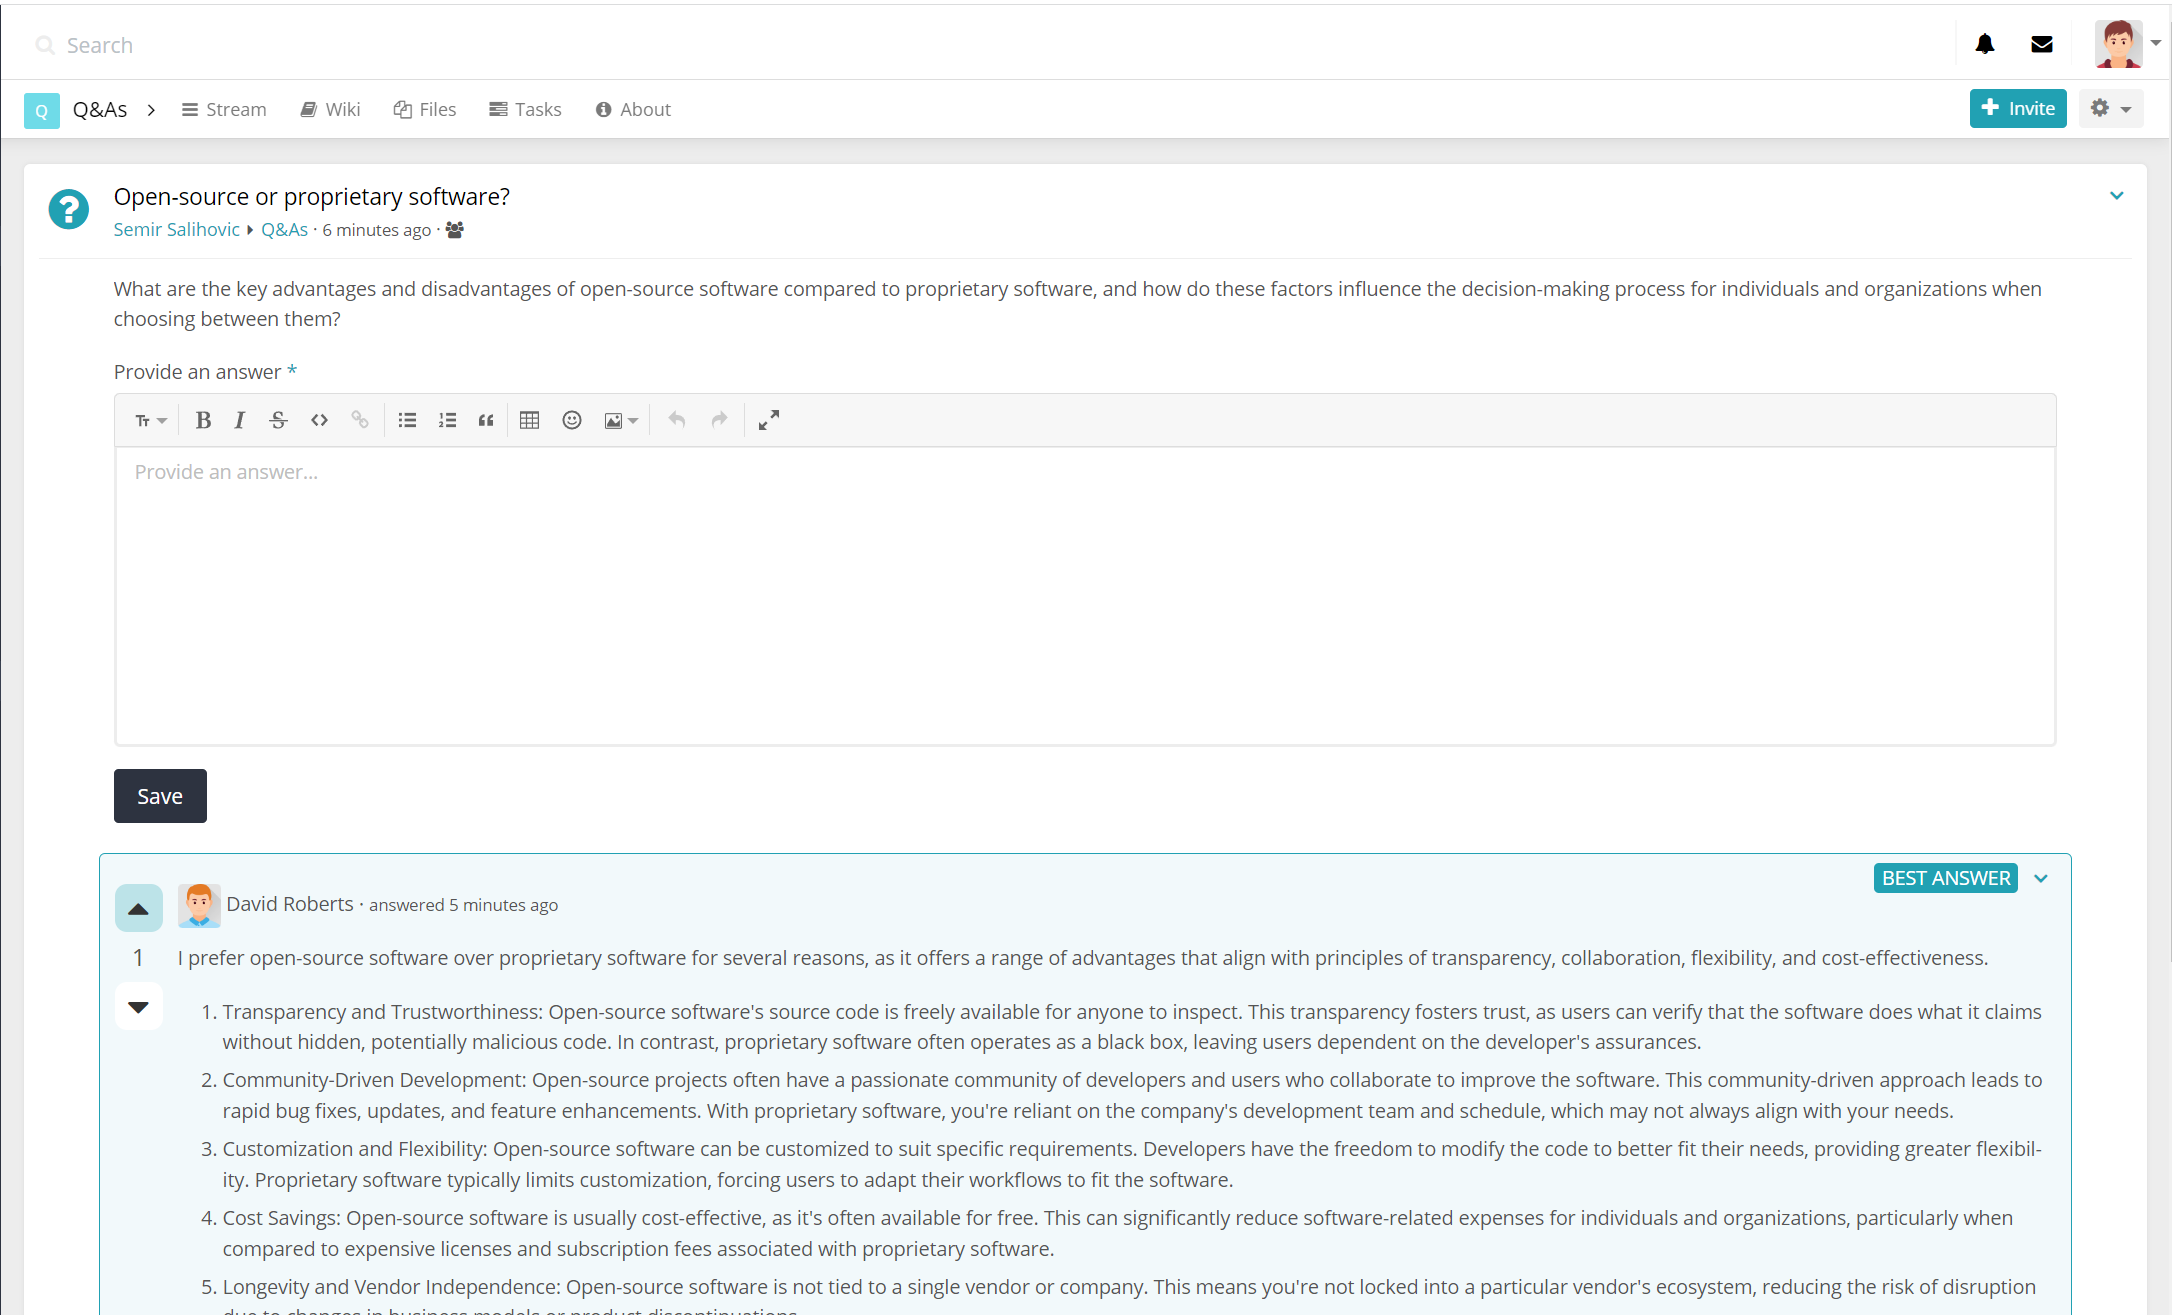 Search
Q Q&As Stream Wiki Files Tasks About Invite
Open-source or proprietary software?
Semir Salihovic Q&As · 6 minutes ago ·
What are the key advantages and disadvantages of open-source software compared to proprietary software, and how do these factors influence the decision-making process for individuals and organizations when
choosing between them?
Provide an answer *
Provide an answer...
Save
BEST ANSWER
David Roberts · answered 5 minutes ago
1
I prefer open-source software over proprietary software for several reasons, as it offers a range of advantages that align with principles of transparency, collaboration, flexibility, and cost-effectiveness.
1. Transparency and Trustworthiness: Open-source software's source code is freely available for anyone to inspect. This transparency fosters trust, as users can verify that the software does what it claims
without hidden, potentially malicious code. In contrast, proprietary software often operates as a black box, leaving users dependent on the developer's assurances.
2. Community-Driven Development: Open-source projects often have a passionate community of developers and users who collaborate to improve the software. This community-driven approach leads to
rapid bug fixes, updates, and feature enhancements. With proprietary software, you're reliant on the company's development team and schedule, which may not always align with your needs.
3. Customization and Flexibility: Open-source software can be customized to suit specific requirements. Developers have the freedom to modify the code to better fit their needs, providing greater flexibil-
ity. Proprietary software typically limits customization, forcing users to adapt their workflows to fit the software.
4. Cost Savings: Open-source software is usually cost-effective, as it's often available for free. This can significantly reduce software-related expenses for individuals and organizations, particularly when
compared to expensive licenses and subscription fees associated with proprietary software.
5. Longevity and Vendor Independence: Open-source software is not tied to a single vendor or company. This means you're not locked into a particular vendor's ecosystem, reducing the risk of disruption
due to changes in business models or product discontinuations.